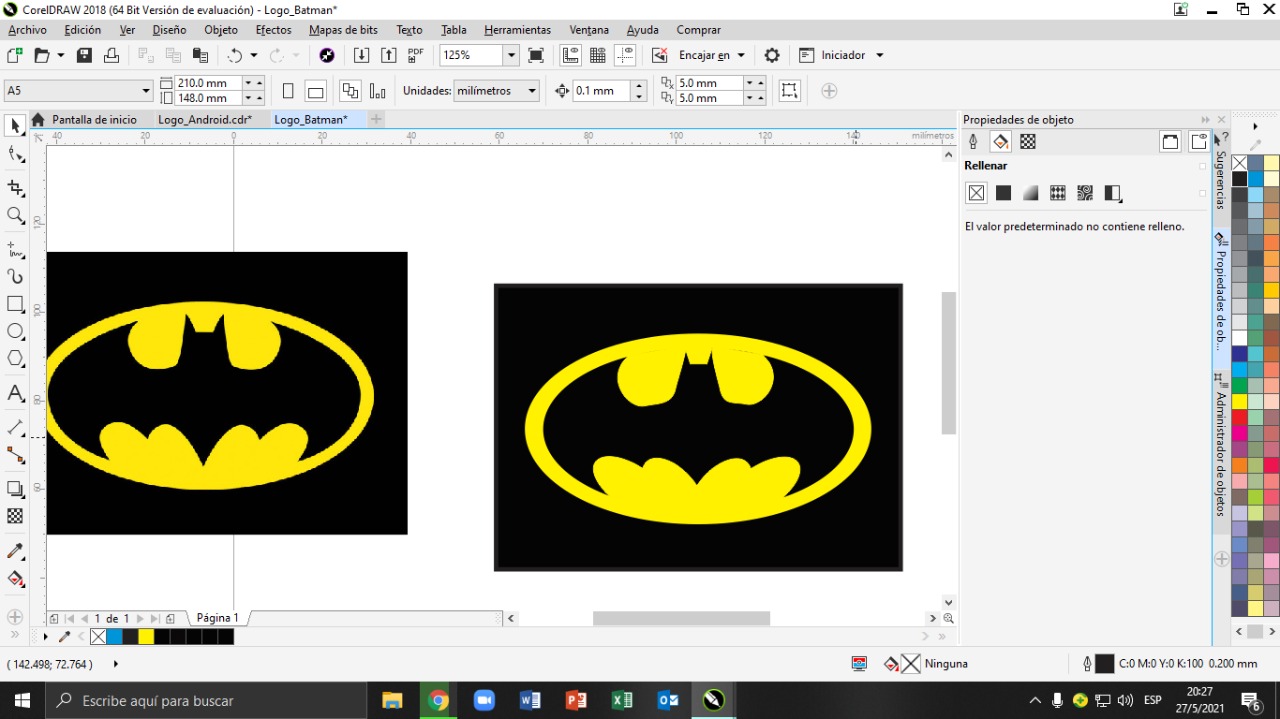 CorelDRAW 2018 (64 Bit Versión de evaluación) - Logo_Batman*
Archivo Edición Ver Diseño Objeto Efectos Mapas de bits Texto Tabla Herramientas Ventana Ayuda Comprar
PDF 125% Encajar en Iniciador
A5 210.0 mm 148.0 mm Unidades: milímetros 0.1 mm 5.0 mm 5.0 mm
Pantalla de inicio Logo_Android.cdr* Logo_Batman*
Propiedades de objeto
40 20 0 20 40 60 80 100 120 140 milímetros
Rellenar
El valor predeterminado no contiene relleno.
Sugerencias
Propiedades de ob...
Administrador de objetos
120
100
80
60
1 de 1 Página 1
( 142.498; 72.764 ) Ninguna C:0 M:0 Y:0 K:100 0.200 mm
Escribe aquí para buscar
ESP
20:27
27/5/2021
6